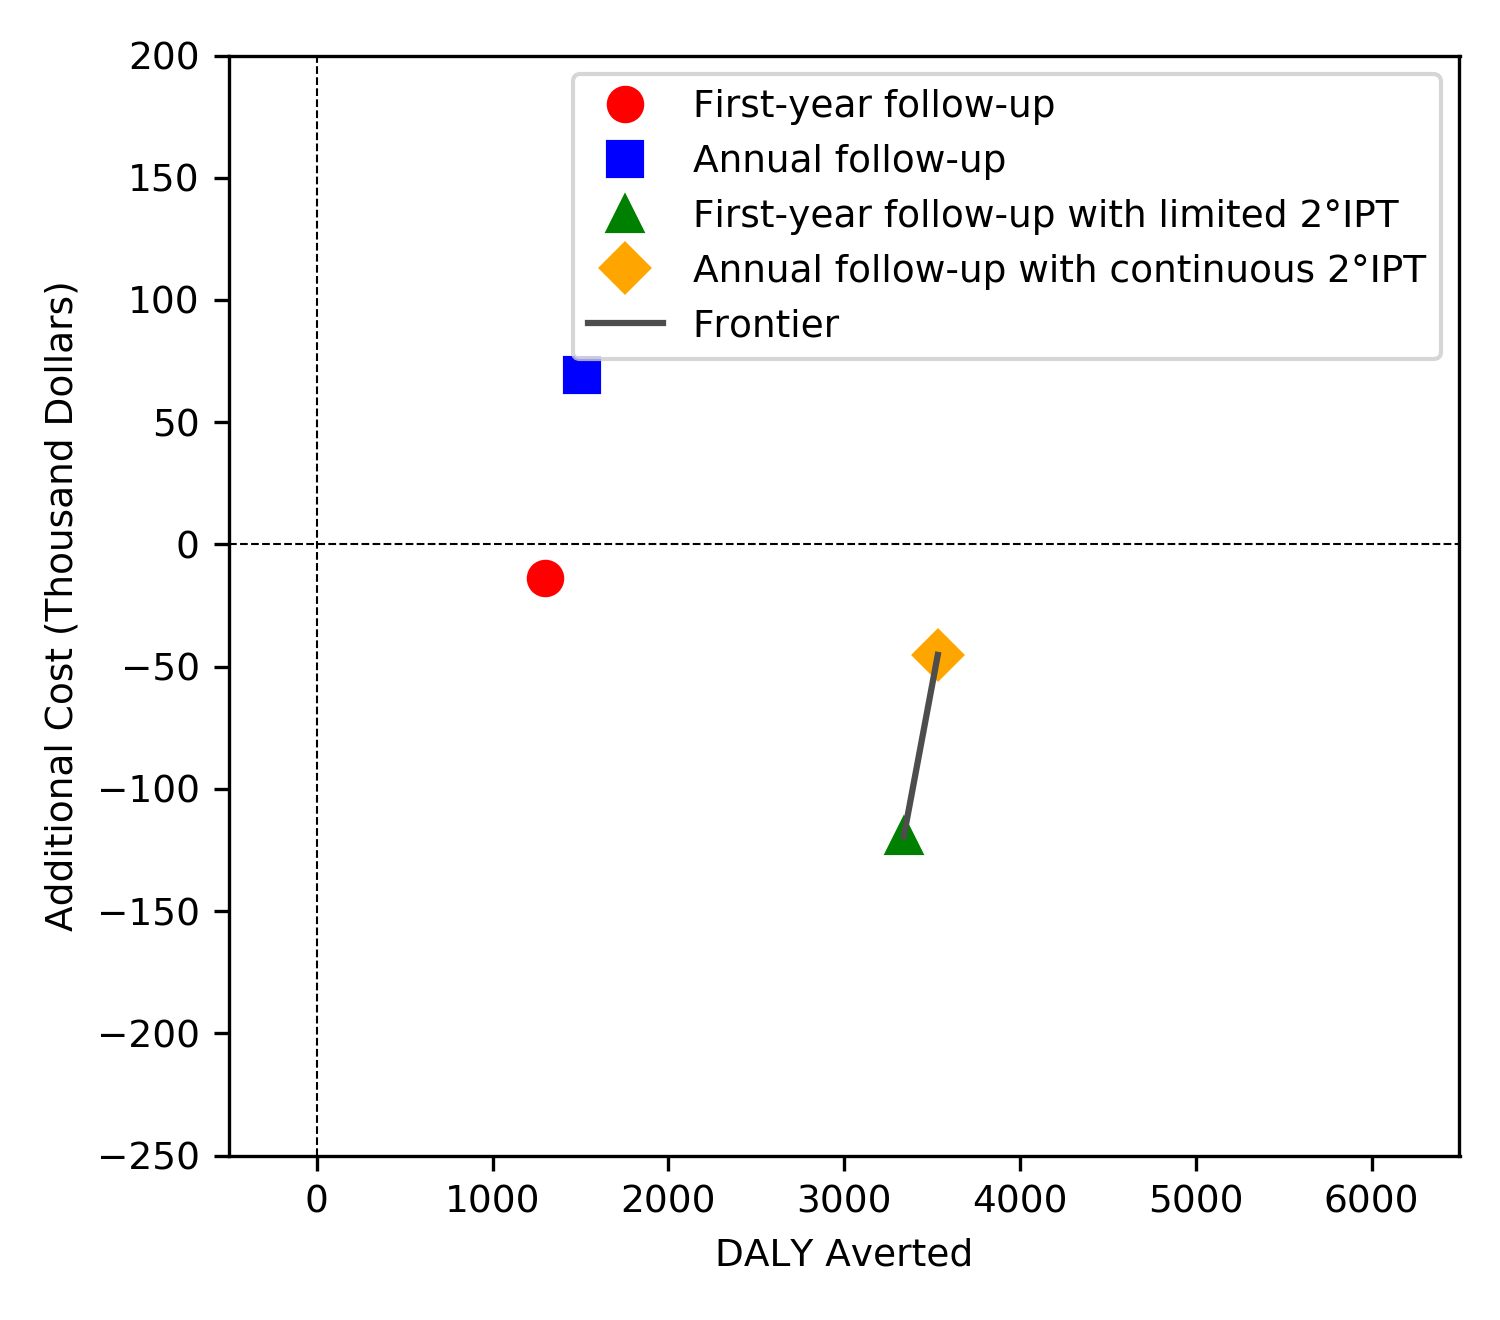 200
150
100
50
0
−50
−100
−150
−200
−250
Additional Cost (Thousand Dollars)
First-year follow-up
Annual follow-up
First-year follow-up with limited 2°IPT
Annual follow-up with continuous 2°IPT
Frontier
0 1000 2000 3000 4000 5000 6000
DALY Averted